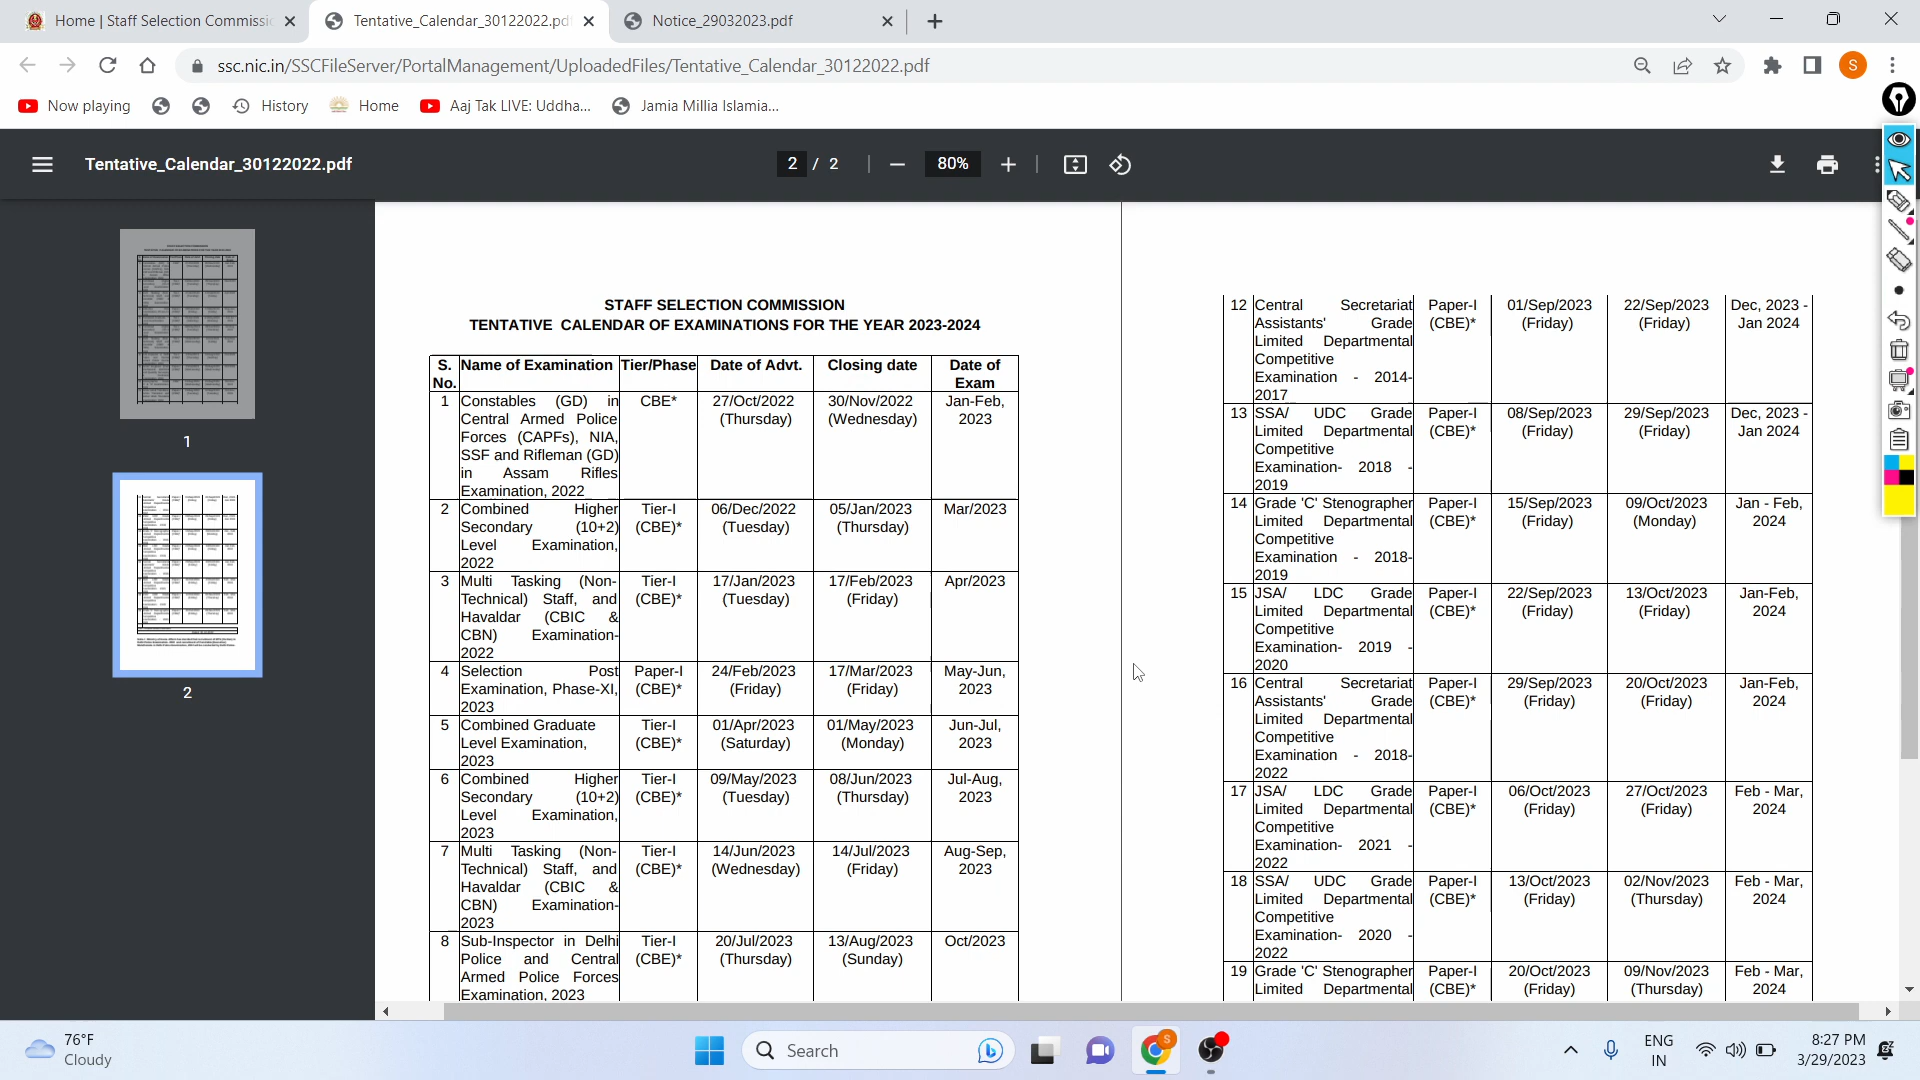 Home | Staff Selection Commissi
Tentative_Calendar_30122022.pd
Notice_29032023.pdf
ssc.nic.in/SSCFileServer/PortalManagement/UploadedFiles/Tentative_Calendar_30122022.pdf
S
Now playing
History
Home
Aaj Tak LIVE: Uddha...
Jamia Millia Islamia...
Tentative_Calendar_30122022.pdf
2 / 2
80%
1
2
STAFF SELECTION COMMISSION
TENTATIVE CALENDAR OF EXAMINATIONS FOR THE YEAR 2023-2024
S. Name of Examination Tier/Phase Date of Advt. Closing date Date of
No. Exam
1 Constables (GD) in CBE* 27/Oct/2022 30/Nov/2022 Jan-Feb,
Central Armed Police (Thursday) (Wednesday) 2023
Forces (CAPFs), NIA,
SSF and Rifleman (GD)
in Assam Rifles
Examination, 2022
2 Combined Higher Tier-I 06/Dec/2022 05/Jan/2023 Mar/2023
Secondary (10+2) (CBE)* (Tuesday) (Thursday)
Level Examination,
2022
3 Multi Tasking (Non- Tier-I 17/Jan/2023 17/Feb/2023 Apr/2023
Technical) Staff, and (CBE)* (Tuesday) (Friday)
Havaldar (CBIC &
CBN) Examination-
2022
4 Selection Post Paper-I 24/Feb/2023 17/Mar/2023 May-Jun,
Examination, Phase-XI, (CBE)* (Friday) (Friday) 2023
2023
5 Combined Graduate Tier-I 01/Apr/2023 01/May/2023 Jun-Jul,
Level Examination, (CBE)* (Saturday) (Monday) 2023
2023
6 Combined Higher Tier-I 09/May/2023 08/Jun/2023 Jul-Aug,
Secondary (10+2) (CBE)* (Tuesday) (Thursday) 2023
Level Examination,
2023
7 Multi Tasking (Non- Tier-I 14/Jun/2023 14/Jul/2023 Aug-Sep,
Technical) Staff, and (CBE)* (Wednesday) (Friday) 2023
Havaldar (CBIC &
CBN) Examination-
2023
8 Sub-Inspector in Delhi Tier-I 20/Jul/2023 13/Aug/2023 Oct/2023
Police and Central (CBE)* (Thursday) (Sunday)
Armed Police Forces
Examination, 2023
12 Central Secretariat Paper-I 01/Sep/2023 22/Sep/2023 Dec, 2023 -
Assistants' Grade (CBE)* (Friday) (Friday) Jan 2024
Limited Departmental
Competitive
Examination - 2014-
2017
13 SSA/ UDC Grade Paper-I 08/Sep/2023 29/Sep/2023 Dec, 2023 -
Limited Departmental (CBE)* (Friday) (Friday) Jan 2024
Competitive
Examination- 2018 -
2019
14 Grade 'C' Stenographer Paper-I 15/Sep/2023 09/Oct/2023 Jan - Feb,
Limited Departmental (CBE)* (Friday) (Monday) 2024
Competitive
Examination - 2018-
2019
15 JSA/ LDC Grade Paper-I 22/Sep/2023 13/Oct/2023 Jan-Feb,
Limited Departmental (CBE)* (Friday) (Friday) 2024
Competitive
Examination- 2019 -
2020
16 Central Secretariat Paper-I 29/Sep/2023 20/Oct/2023 Jan-Feb,
Assistants' Grade (CBE)* (Friday) (Friday) 2024
Limited Departmental
Competitive
Examination - 2018-
2022
17 JSA/ LDC Grade Paper-I 06/Oct/2023 27/Oct/2023 Feb - Mar,
Limited Departmental (CBE)* (Friday) (Friday) 2024
Competitive
Examination- 2021 -
2022
18 SSA/ UDC Grade Paper-I 13/Oct/2023 02/Nov/2023 Feb - Mar,
Limited Departmental (CBE)* (Friday) (Thursday) 2024
Competitive
Examination- 2020 -
2022
19 Grade 'C' Stenographer Paper-I 20/Oct/2023 09/Nov/2023 Feb - Mar,
Limited Departmental (CBE)* (Friday) (Thursday) 2024
76°F
Cloudy
Search
S
ENG
IN
8:27 PM
3/29/2023